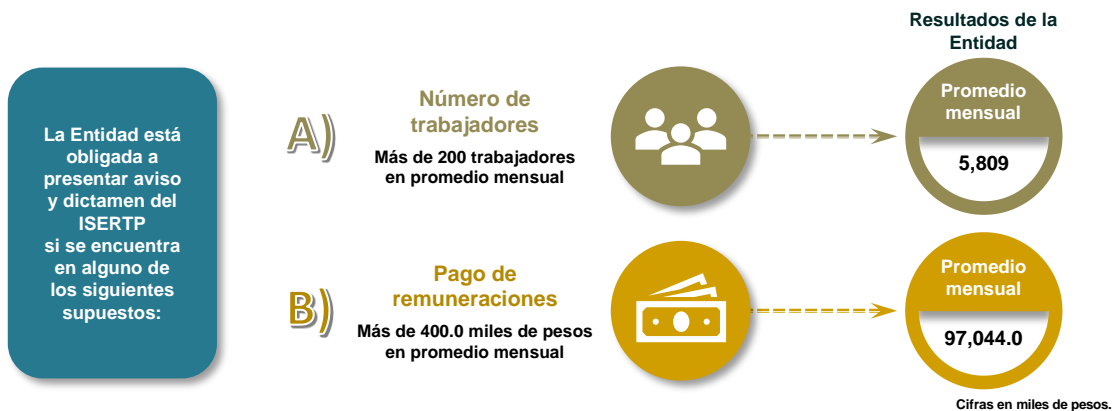 La Entidad está
obligada a
presentar aviso
y dictamen del
ISERTP
si se encuentra
en alguno de
los siguientes
supuestos:
A)
Número de
trabajadores
Más de 200 trabajadores
en promedio mensual
Resultados de la
Entidad
Promedio
mensual
5,809
B)
Pago de
remuneraciones
Más de 400.0 miles de pesos
en promedio mensual
Promedio
mensual
97,044.0
Cifras en miles de pesos.